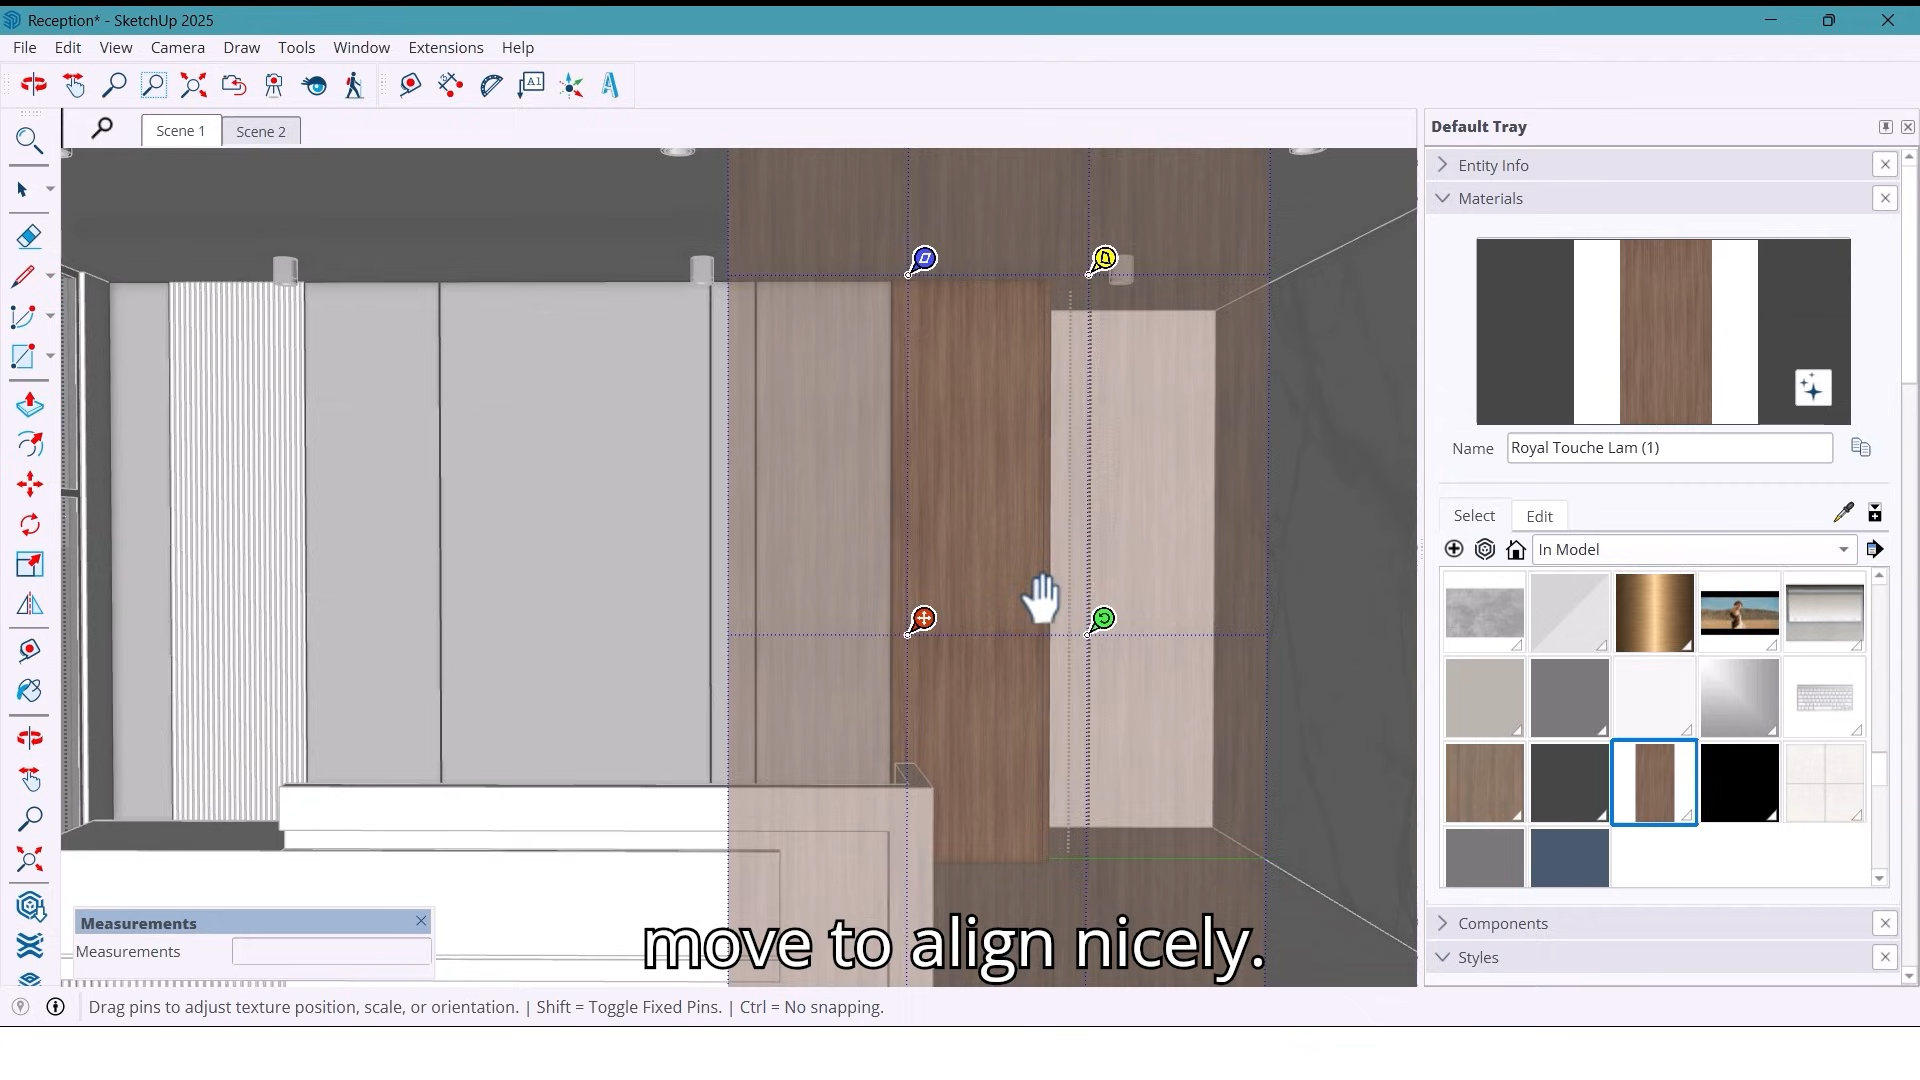 Reception* - SketchUp 2025
File Edit View Camera Draw Tools Window Extensions Help
A1
Scene 1 Scene 2
Default Tray
Entity Info
Materials
Name Royal Touche Lam (1)
Select Edit
In Model
Components
Styles
Measurements
Measurements
move to align nicely.
Drag pins to adjust texture position, scale, or orientation. | Shift = Toggle Fixed Pins. | Ctrl = No snapping.